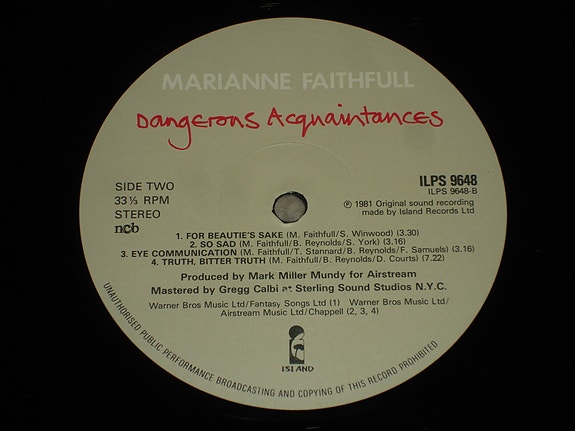 MARIANNE FAITHFULL
Dangerous Acquaintances
SIDE TWO
33⅓ RPM
STEREO
ncb
ILPS 9648
ILPS 9648-B
℗ 1981 Original sound recording
made by Island Records Ltd
1. FOR BEAUTIE'S SAKE (M. Faithfull/S. Winwood) (3.30)
2. SO SAD (M. Faithfull/B. Reynolds/S. York) (3.16)
3. EYE COMMUNICATION (M. Faithfull/T. Stannard/B. Reynolds/F. Samuels) (3.16)
4. TRUTH, BITTER TRUTH (M. Faithfull/B. Reynolds/D. Courts) (7.22)
Produced by Mark Miller Mundy for Airstream
Mastered by Gregg Calbi at Sterling Sound Studios N.Y.C.
Warner Bros Music Ltd/Fantasy Songs Ltd (1) Warner Bros Music Ltd/
Airstream Music Ltd/Chappell (2, 3, 4)
ISLAND
UNAUTHORISED PUBLIC PERFORMANCE BROADCASTING AND COPYING OF THIS RECORD PROHIBITED